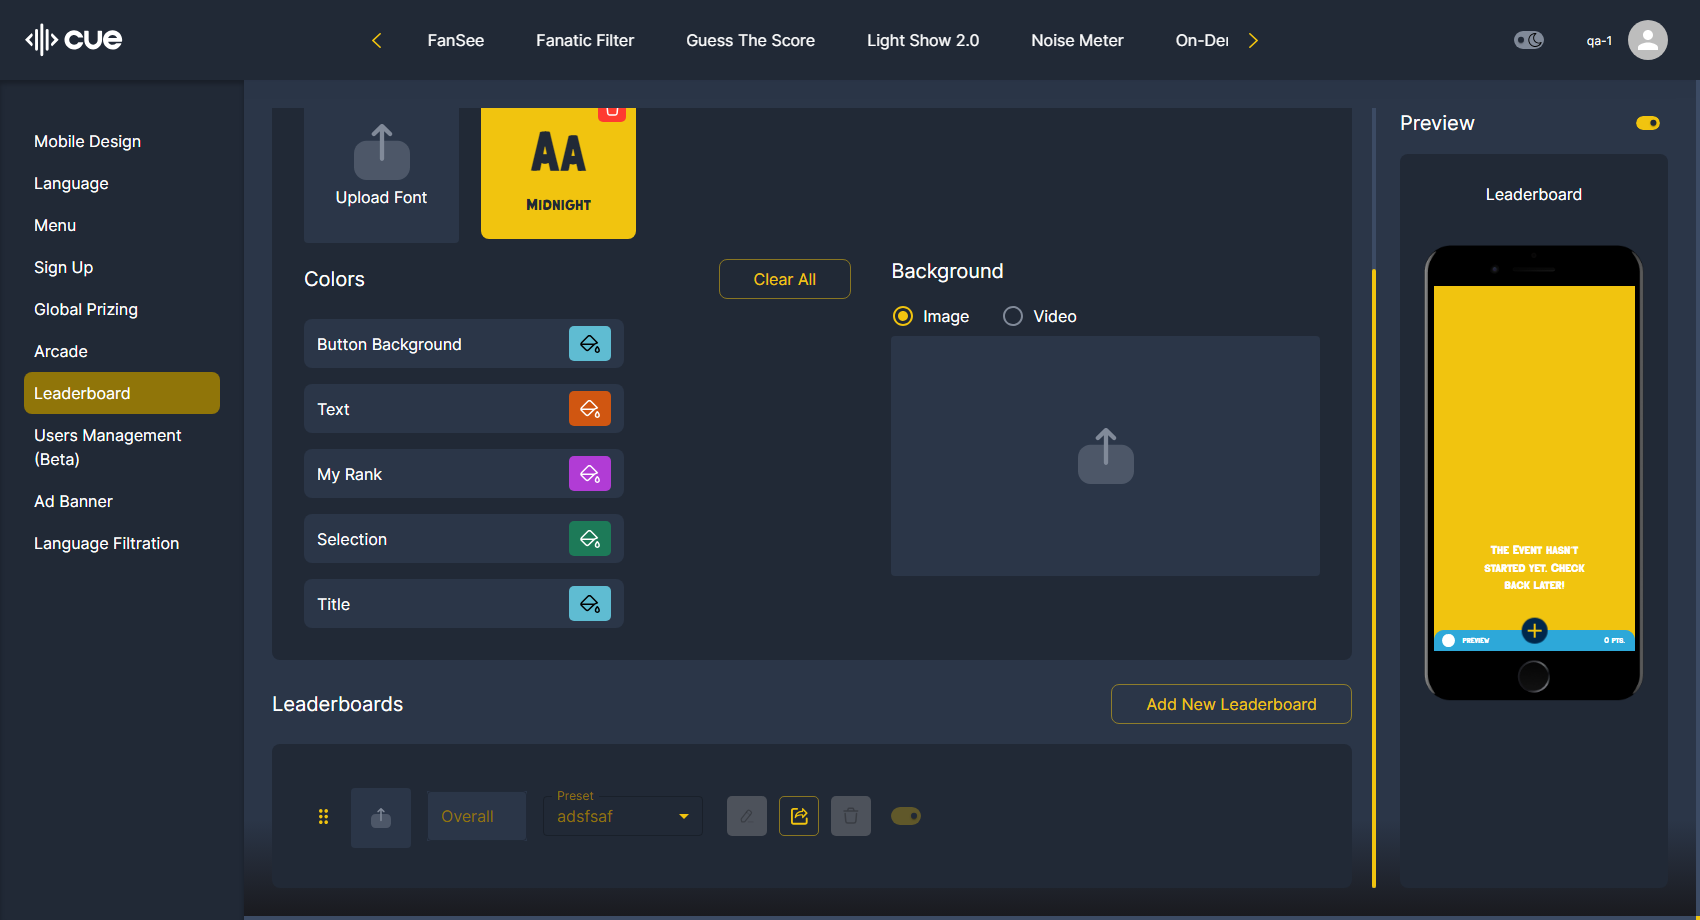 cue
FanSee
Fanatic Filter
Guess The Score
Light Show 2.0
Noise Meter
On-Der
qa-1
Mobile Design
Language
Menu
Sign Up
Global Prizing
Arcade
Leaderboard
Users Management
(Beta)
Ad Banner
Language Filtration
Upload Font
AA
MIDNIGHT
Colors
Clear All
Button Background
Text
My Rank
Selection
Title
Background
Image
Video
Leaderboards
Add New Leaderboard
Overall
Preset
adsfsaf
Preview
Leaderboard
THE EVENT HASN'T
STARTED YET. CHECK
BACK LATER!
PREVIEW
0 PTS.